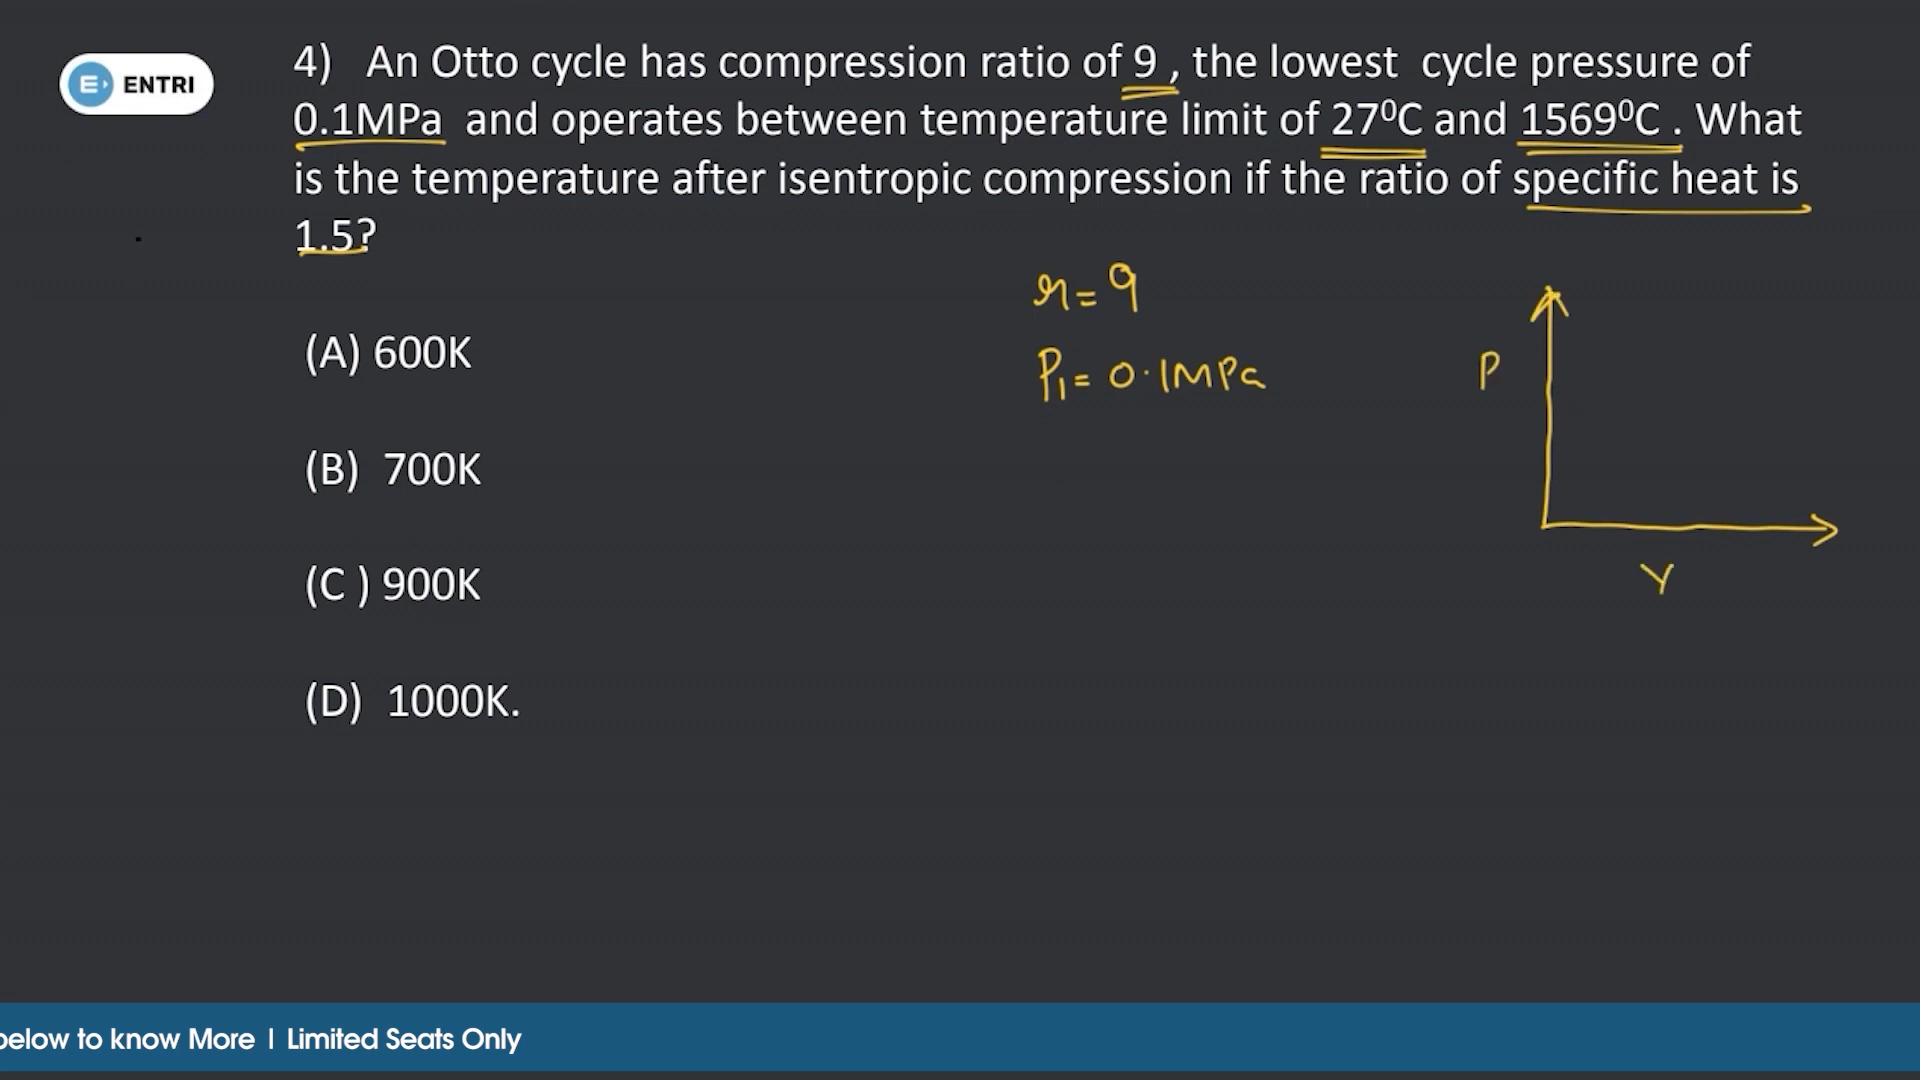 ENTRI
4) An Otto cycle has compression ratio of 9 , the lowest cycle pressure of
0.1MPa and operates between temperature limit of 27⁰C and 1569⁰C . What
is the temperature after isentropic compression if the ratio of specific heat is
1.5?
r = 9
P₁ = 0.1MPa
P
V
(A) 600K
(B) 700K
(C ) 900K
(D) 1000K.
below to know More | Limited Seats Only